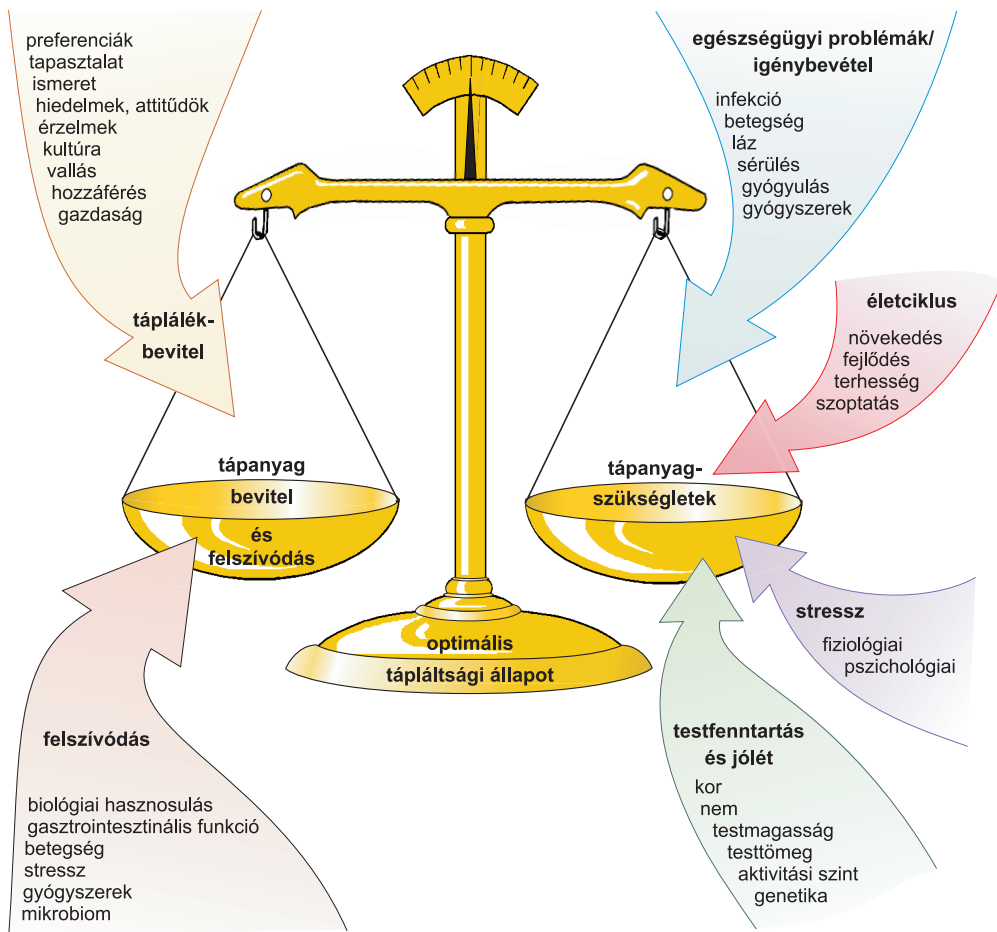 preferenciák
tapasztalat
ismeret
hiedelmek, attitűdök
érzelmek
kultúra
vallás
hozzáférés
gazdaság
táplálék-
bevitel
egészségügyi problémák/
igénybevétel
infekció
betegség
láz
sérülés
gyógyulás
gyógyszerek
életciklus
növekedés
fejlődés
terhesség
szoptatás
tápanyag
bevitel
és
felszívódás
tápanyag-
szükségletek
optimális
tápláltsági állapot
stressz
fiziológiai
pszichológiai
felszívódás
biológiai hasznosulás
gasztrointesztinális funkció
betegség
stressz
gyógyszerek
mikrobiom
testfenntartás
és jólét
kor
nem
testmagasság
testtömeg
aktivitási szint
genetika